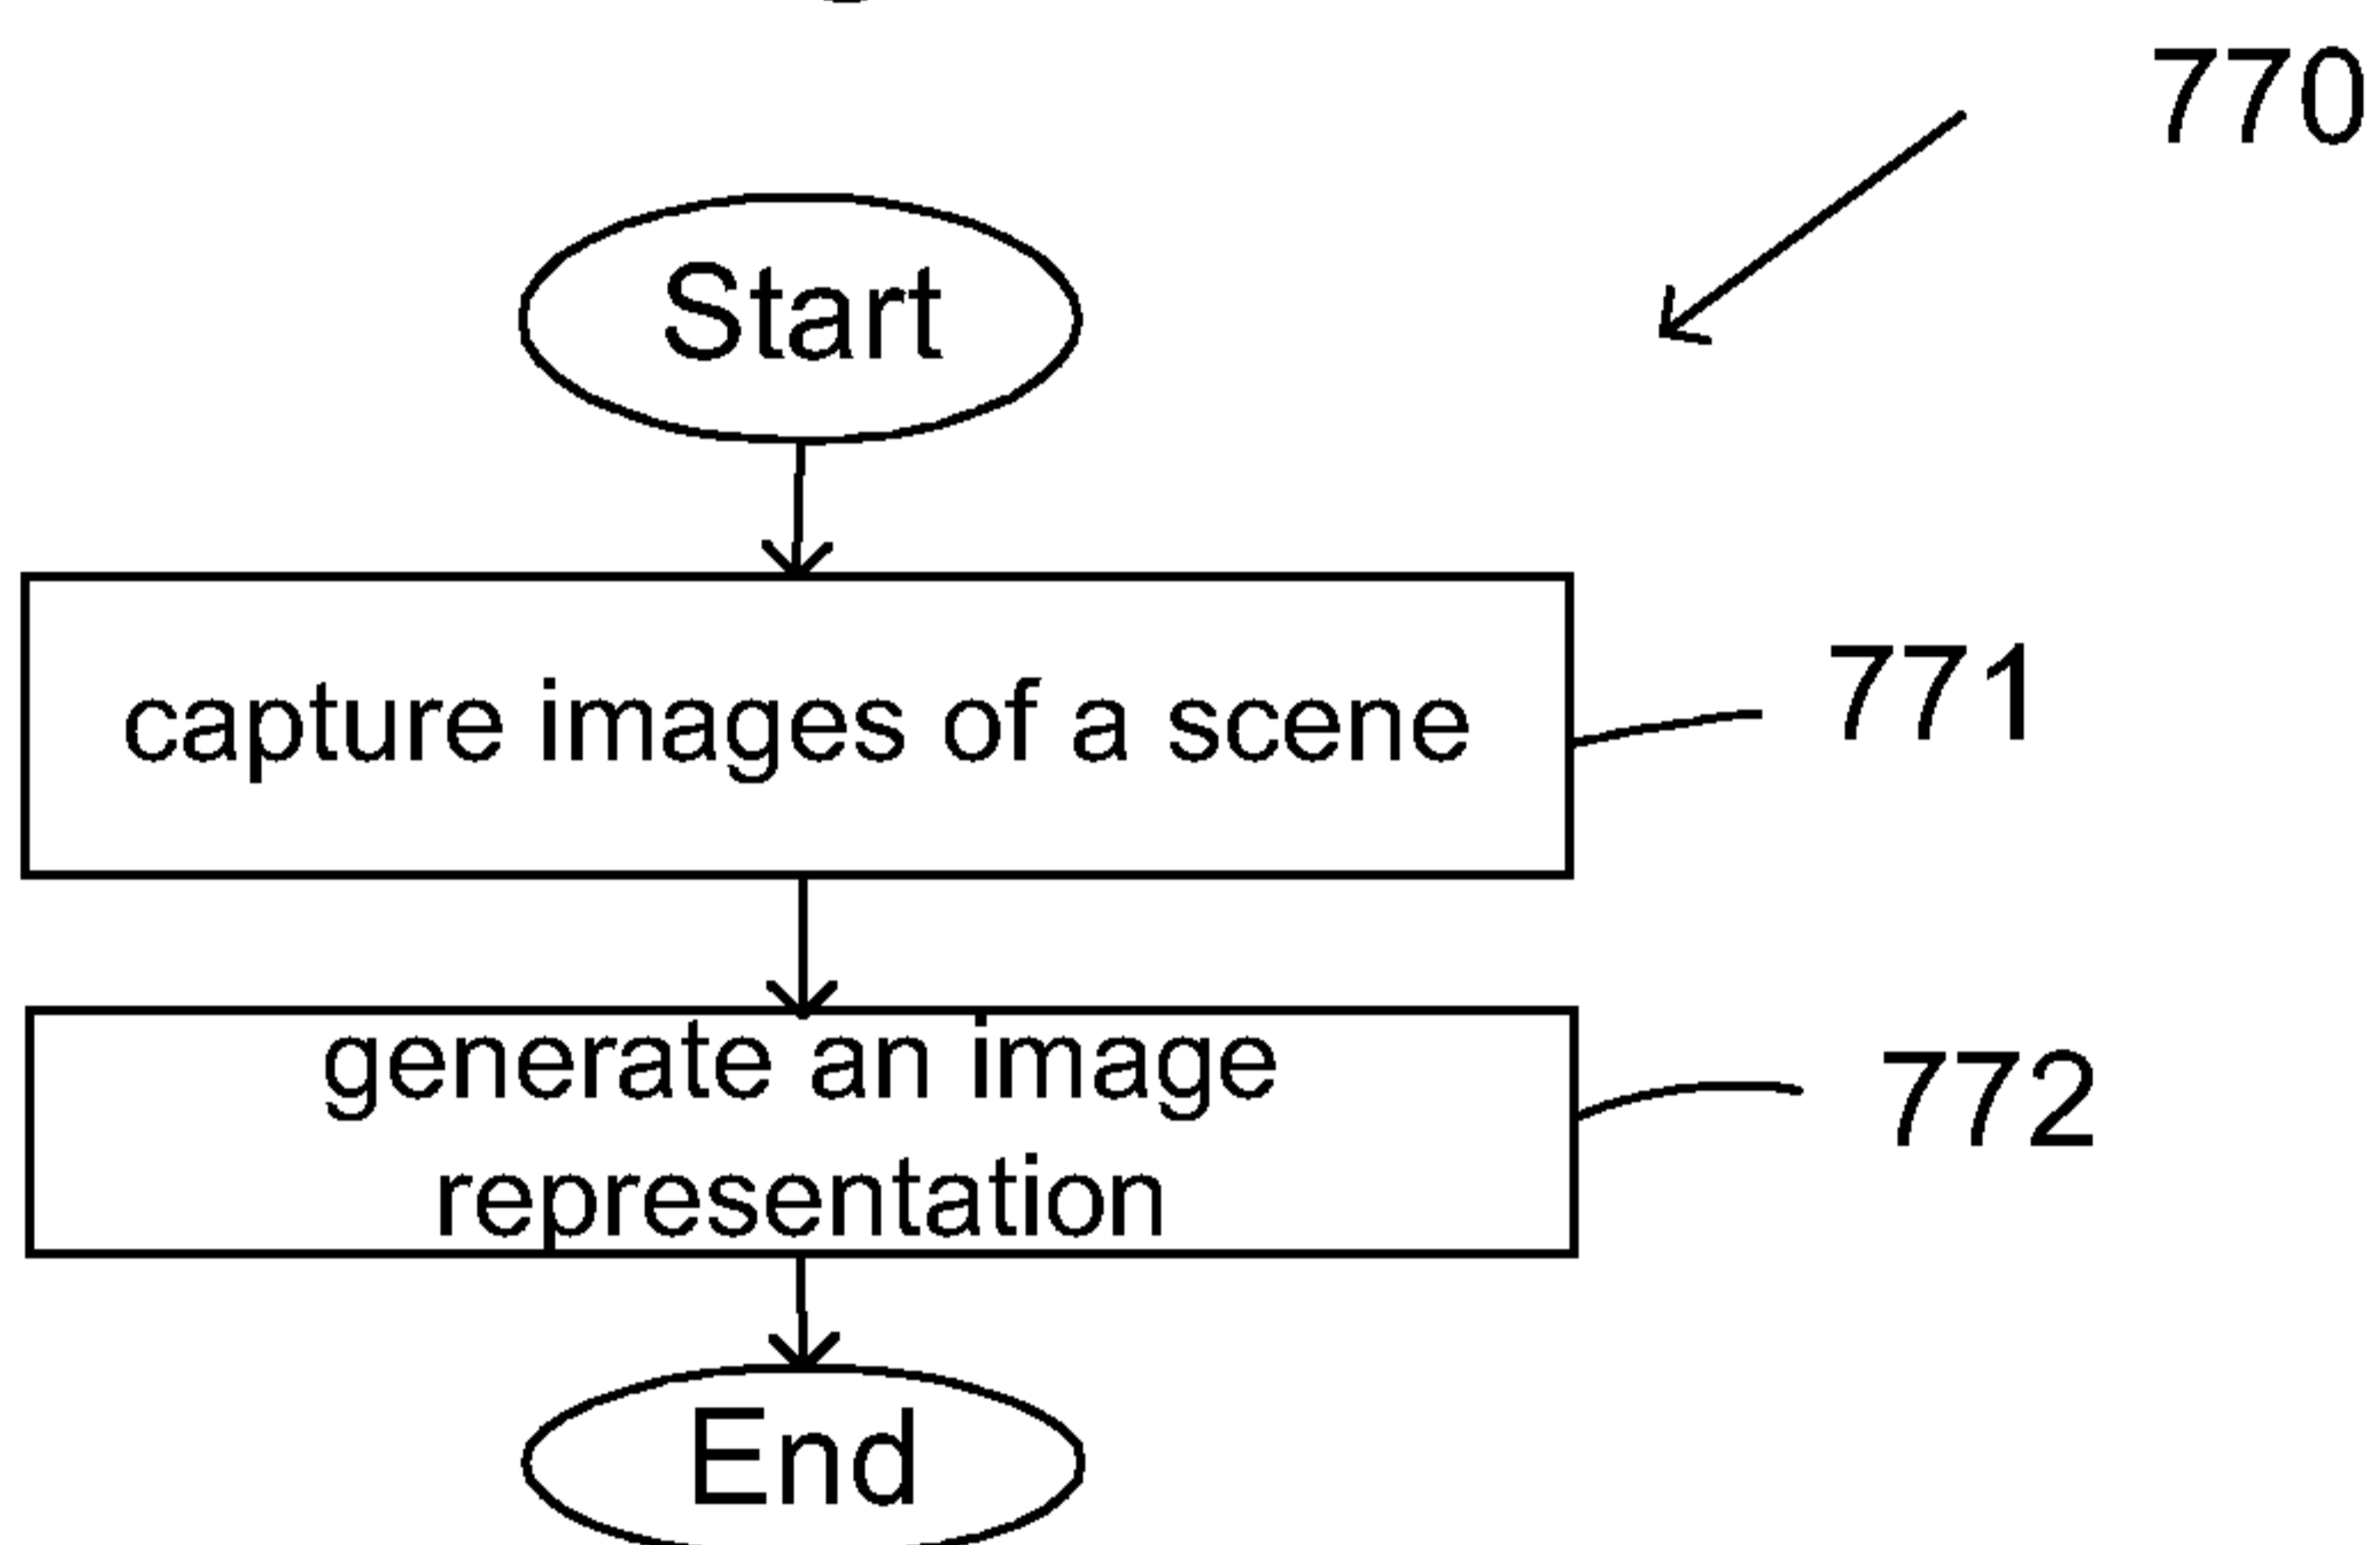 770
Start
capture images of a scene
771
generate an image
representation
772
End